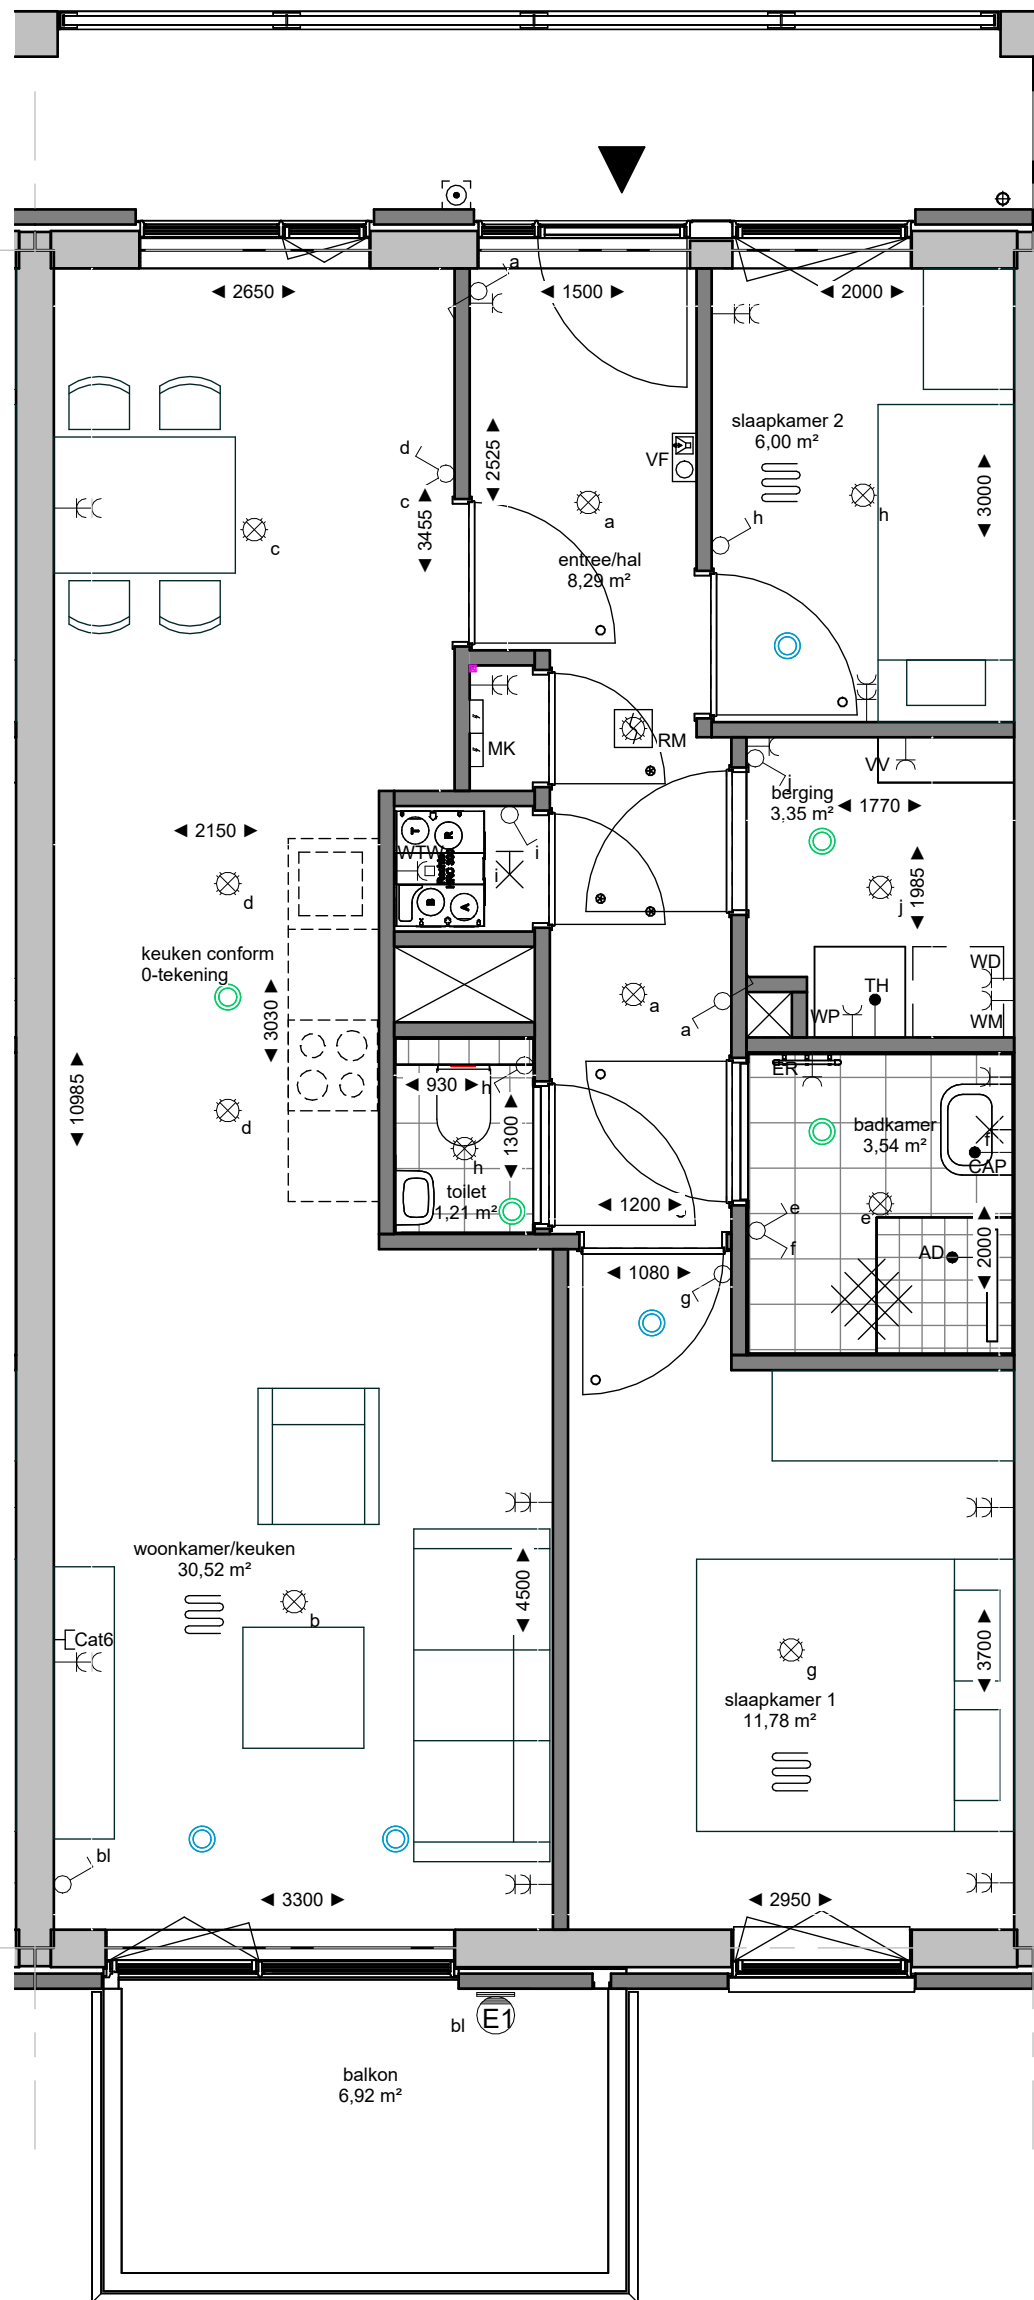 a
◄ 2650 ►
◄ 1500 ►
◄ 2000 ►
slaapkamer 2
6,00 m²
d
◄ 2525 ►
VF
◄ 3000 ►
c
◄ 3455 ►
a
h
h
c
entree/hal
8,29 m²
RM
MK
VV
j
berging
3,35 m²
◄ 1770 ►
◄ 2150 ►
WTW
T
R
B
A
i
i
d
◄ 1985 ►
j
keuken conform
0-tekening
◄ 3030 ►
WD
TH
a
a
WP
WM
◄ 10985 ►
ER
◄ 930 ►
h
d
◄ 1300 ►
h
badkamer
3,54 m²
f
CAP
toilet
1,21 m²
◄ 1200 ►
e
e
f
AD
◄ 2000 ►
◄ 1080 ►
g
woonkamer/keuken
30,52 m²
◄ 4500 ►
b
Cat6
◄ 3700 ►
g
slaapkamer 1
11,78 m²
bl
◄ 3300 ►
◄ 2950 ►
bl
E1
balkon
6,92 m²